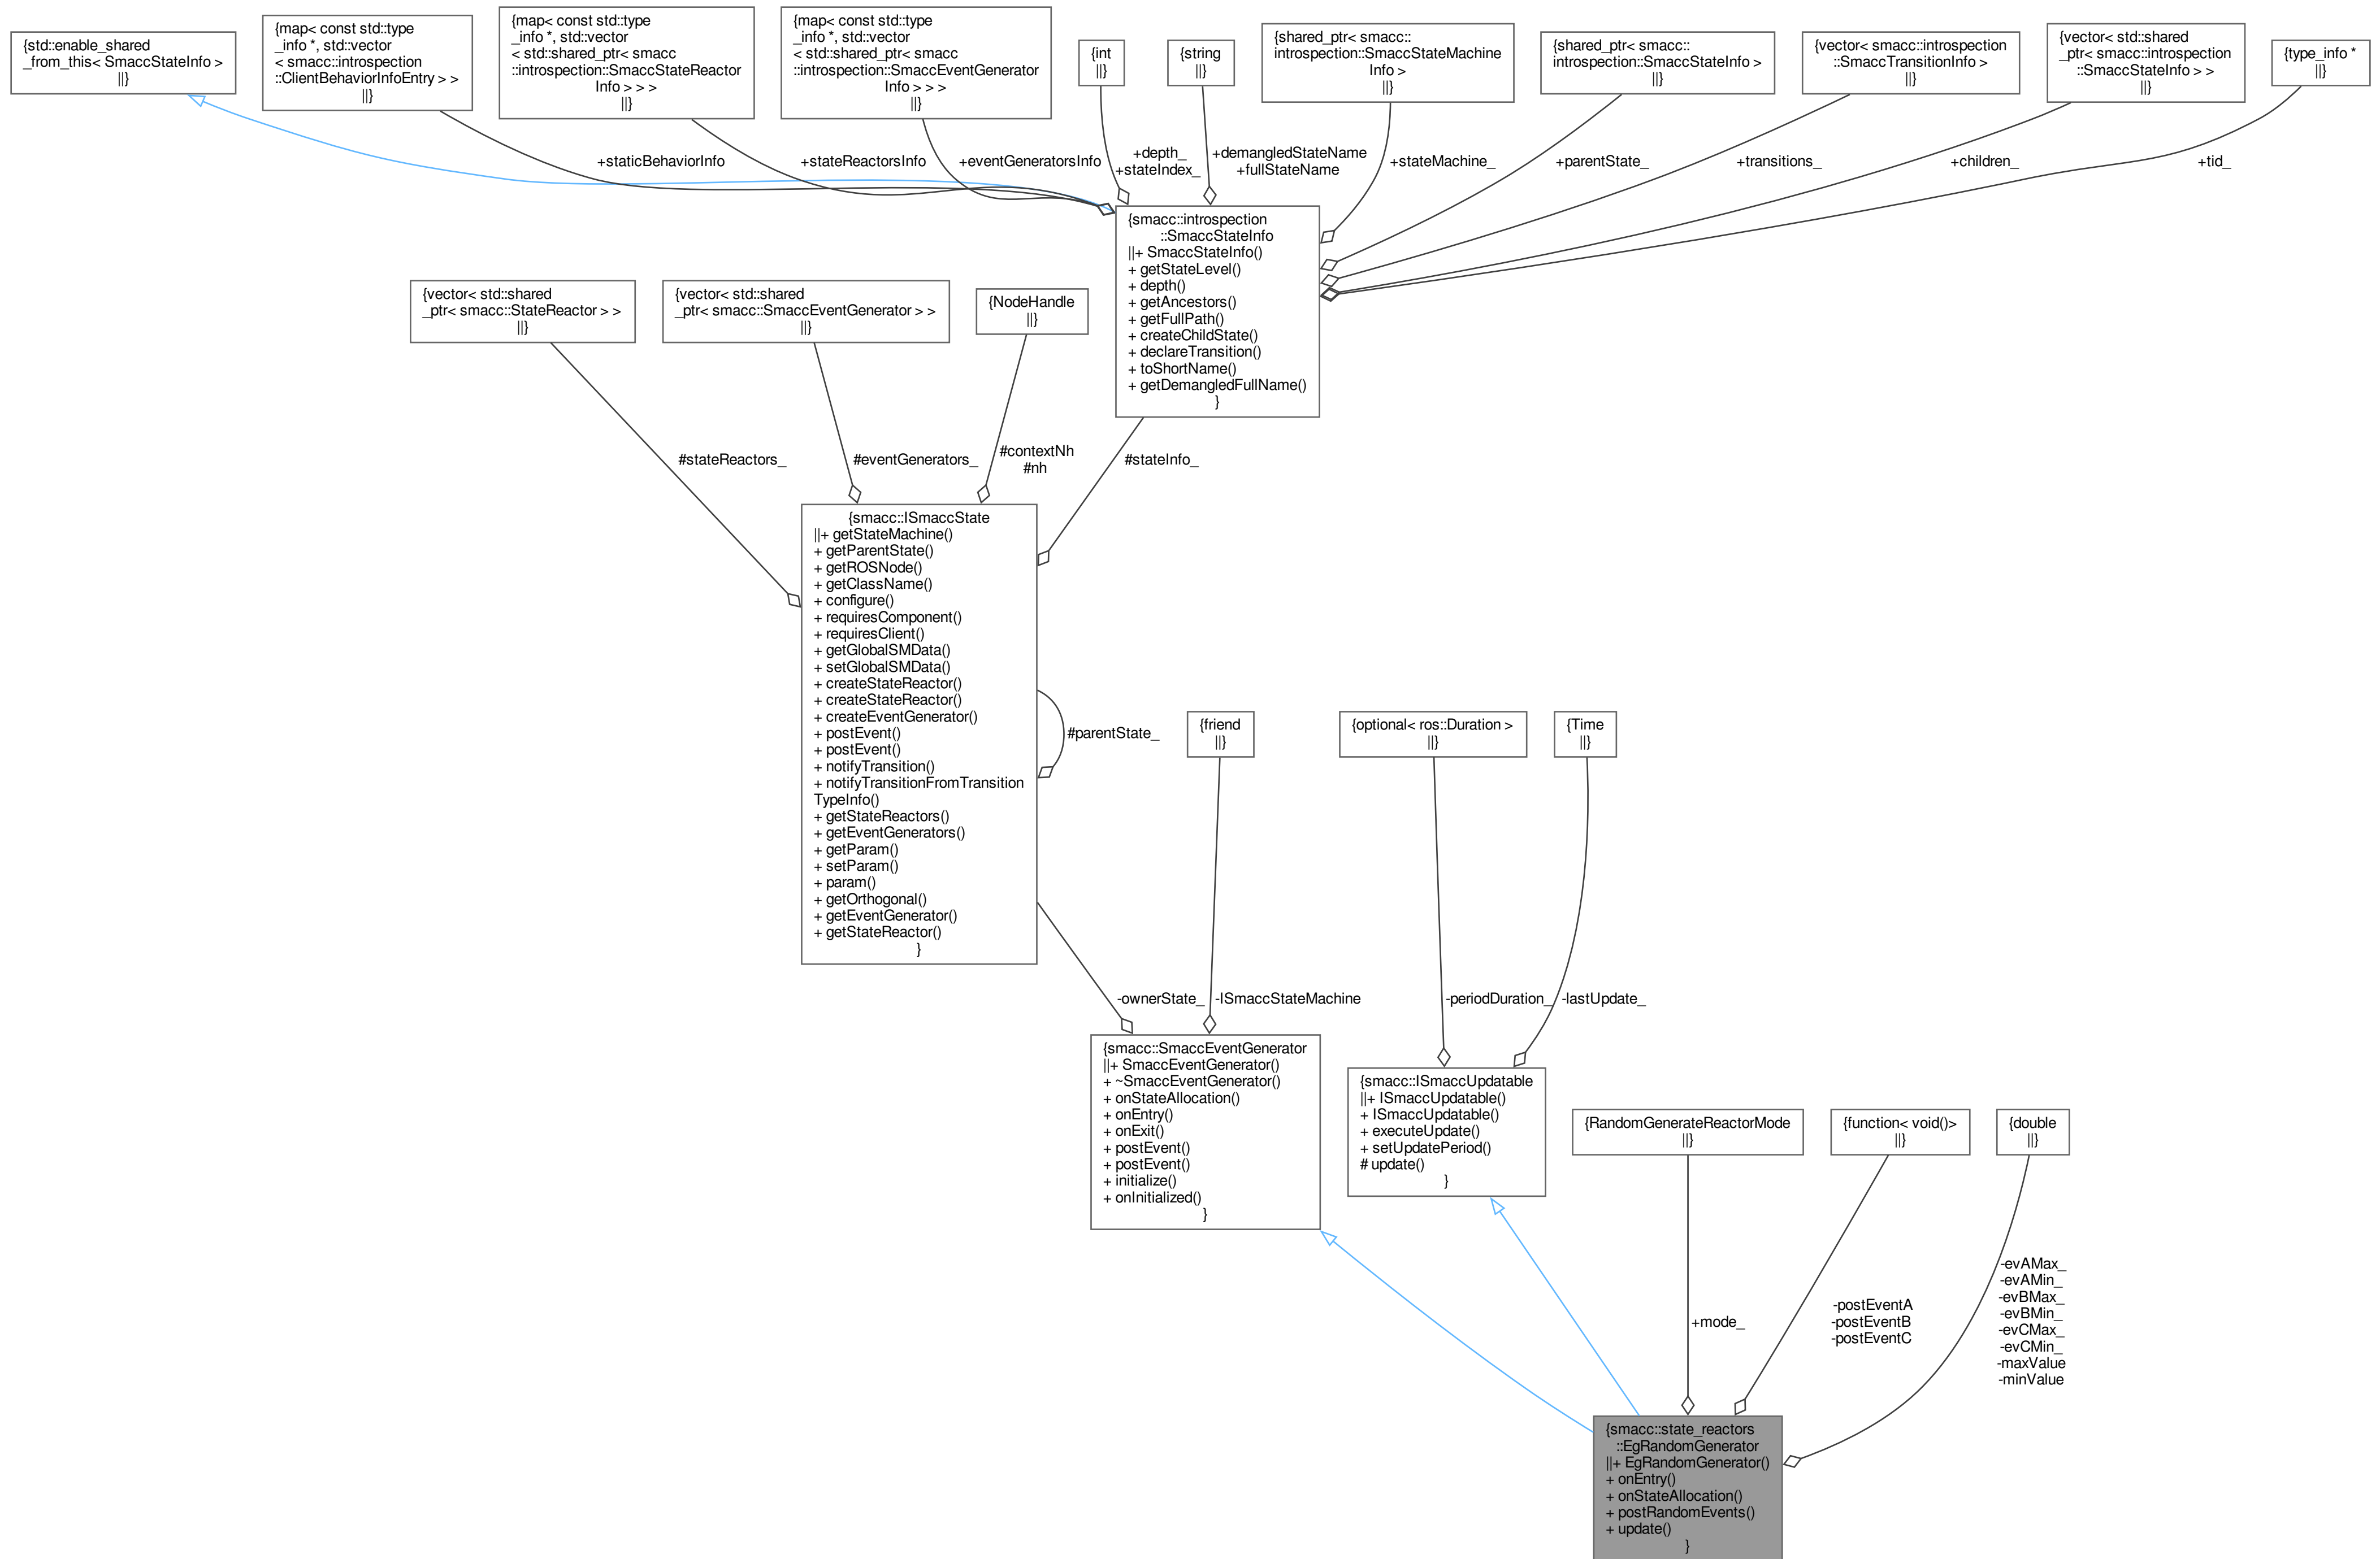 {std::enable_shared
_from_this< SmaccStateInfo >
||}
{map< const std::type
_info *, std::vector
< smacc::introspection
::ClientBehaviorInfoEntry > >
||}
{map< const std::type
_info *, std::vector
< std::shared_ptr< smacc
::introspection::SmaccStateReactor
Info > > >
||}
{map< const std::type
_info *, std::vector
< std::shared_ptr< smacc
::introspection::SmaccEventGenerator
Info > > >
||}
{int
||}
{string
||}
{shared_ptr< smacc::
introspection::SmaccStateMachine
Info >
||}
{shared_ptr< smacc::
introspection::SmaccStateInfo >
||}
{vector< smacc::introspection
::SmaccTransitionInfo >
||}
{vector< std::shared
_ptr< smacc::introspection
::SmaccStateInfo > >
||}
{type_info *
||}
+staticBehaviorInfo
+stateReactorsInfo
+eventGeneratorsInfo
+depth_
+stateIndex_
+demangledStateName
+fullStateName
+stateMachine_
+parentState_
+transitions_
+children_
+tid_
{smacc::introspection
::SmaccStateInfo
||+ SmaccStateInfo()
+ getStateLevel()
+ depth()
+ getAncestors()
+ getFullPath()
+ createChildState()
+ declareTransition()
+ toShortName()
+ getDemangledFullName()
}
{vector< std::shared
_ptr< smacc::StateReactor > >
||}
{vector< std::shared
_ptr< smacc::SmaccEventGenerator > >
||}
{NodeHandle
||}
#stateReactors_
#eventGenerators_
#contextNh
#nh
#stateInfo_
{smacc::ISmaccState
||+ getStateMachine()
+ getParentState()
+ getROSNode()
+ getClassName()
+ configure()
+ requiresComponent()
+ requiresClient()
+ getGlobalSMData()
+ setGlobalSMData()
+ createStateReactor()
+ createStateReactor()
+ createEventGenerator()
+ postEvent()
+ postEvent()
+ notifyTransition()
+ notifyTransitionFromTransition
TypeInfo()
+ getStateReactors()
+ getEventGenerators()
+ getParam()
+ setParam()
+ param()
+ getOrthogonal()
+ getEventGenerator()
+ getStateReactor()
}
#parentState_
{friend
||}
{optional< ros::Duration >
||}
{Time
||}
-ownerState_
-ISmaccStateMachine
-periodDuration_
-lastUpdate_
{smacc::SmaccEventGenerator
||+ SmaccEventGenerator()
+ ~SmaccEventGenerator()
+ onStateAllocation()
+ onEntry()
+ onExit()
+ postEvent()
+ postEvent()
+ initialize()
+ onInitialized()
}
{smacc::ISmaccUpdatable
||+ ISmaccUpdatable()
+ ISmaccUpdatable()
+ executeUpdate()
+ setUpdatePeriod()
# update()
}
{RandomGenerateReactorMode
||}
{function< void()>
||}
{double
||}
+mode_
-postEventA
-postEventB
-postEventC
-evAMax_
-evAMin_
-evBMax_
-evBMin_
-evCMax_
-evCMin_
-maxValue
-minValue
{smacc::state_reactors
::EgRandomGenerator
||+ EgRandomGenerator()
+ onEntry()
+ onStateAllocation()
+ postRandomEvents()
+ update()
}